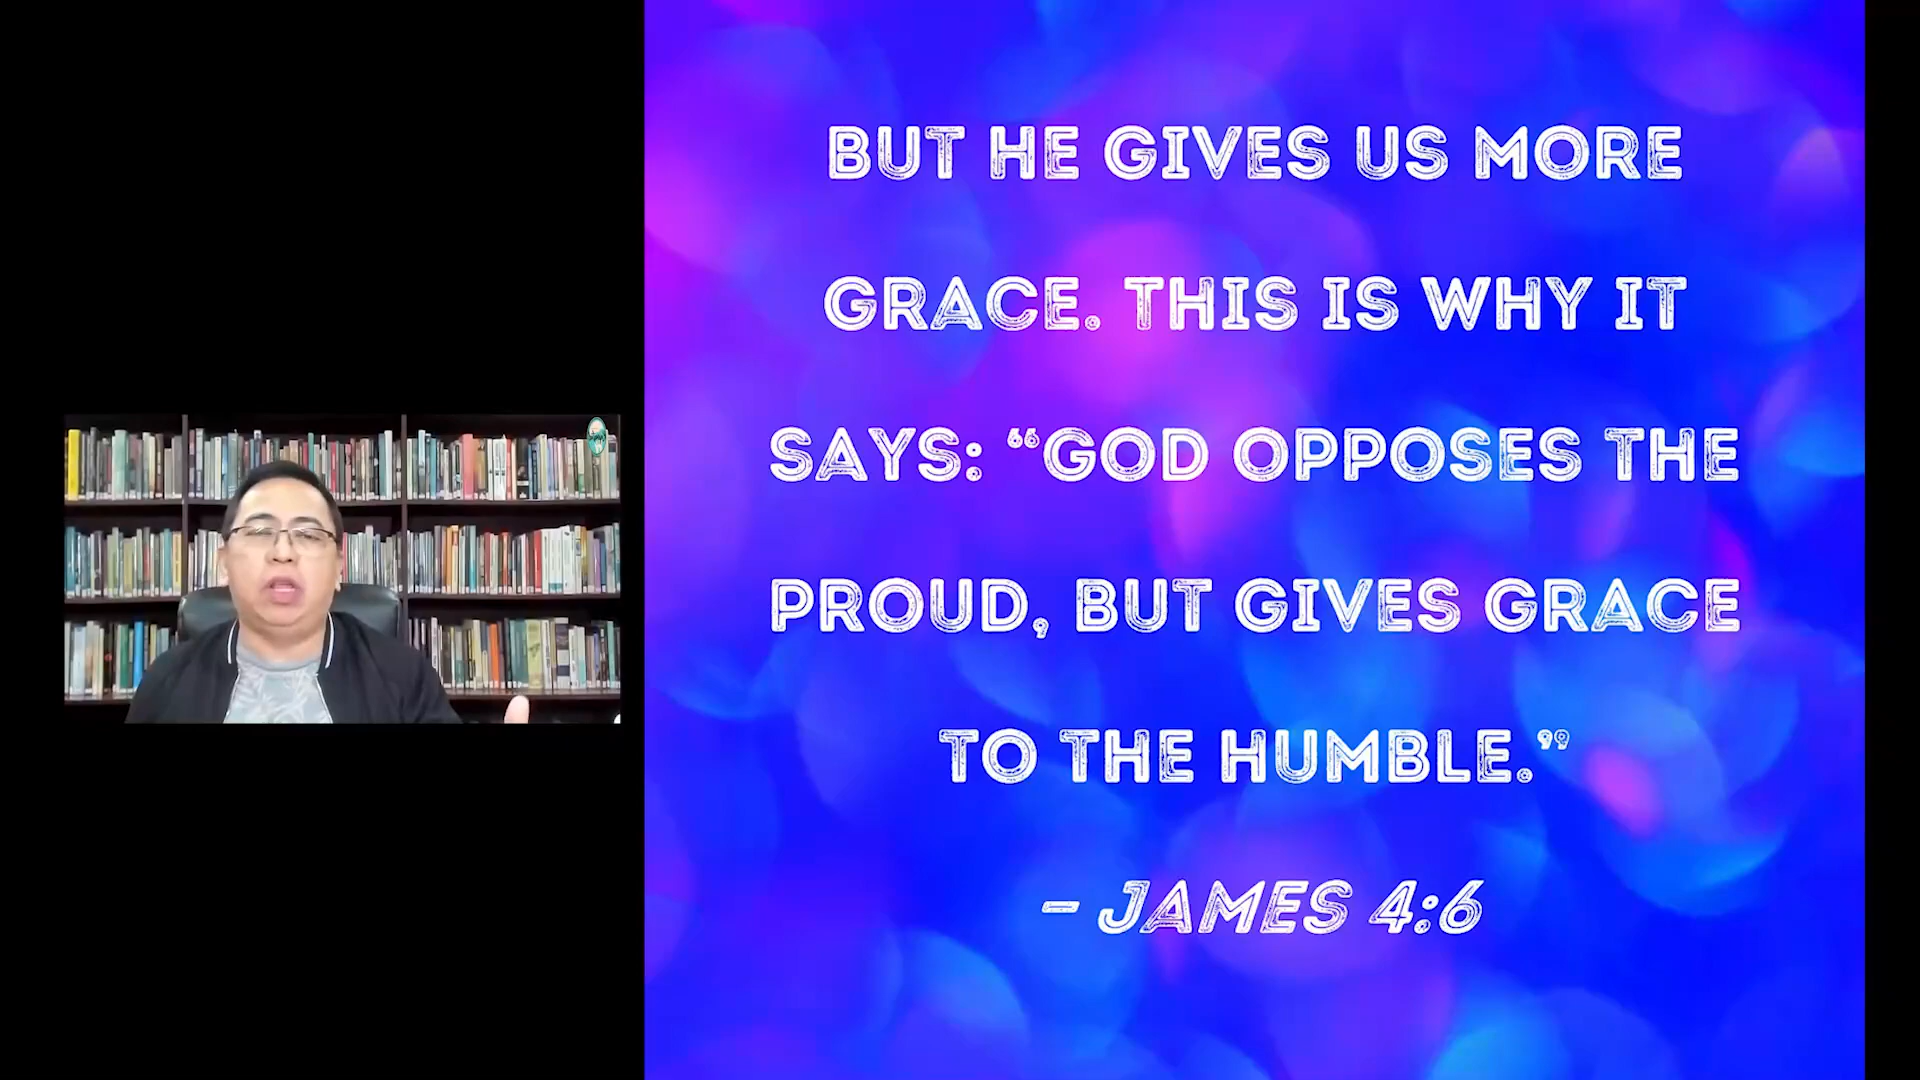 BUT HE GIVES US MORE
GRACE. THIS IS WHY IT
SAYS: “GOD OPPOSES THE
PROUD, BUT GIVES GRACE
TO THE HUMBLE.”
– JAMES 4:6